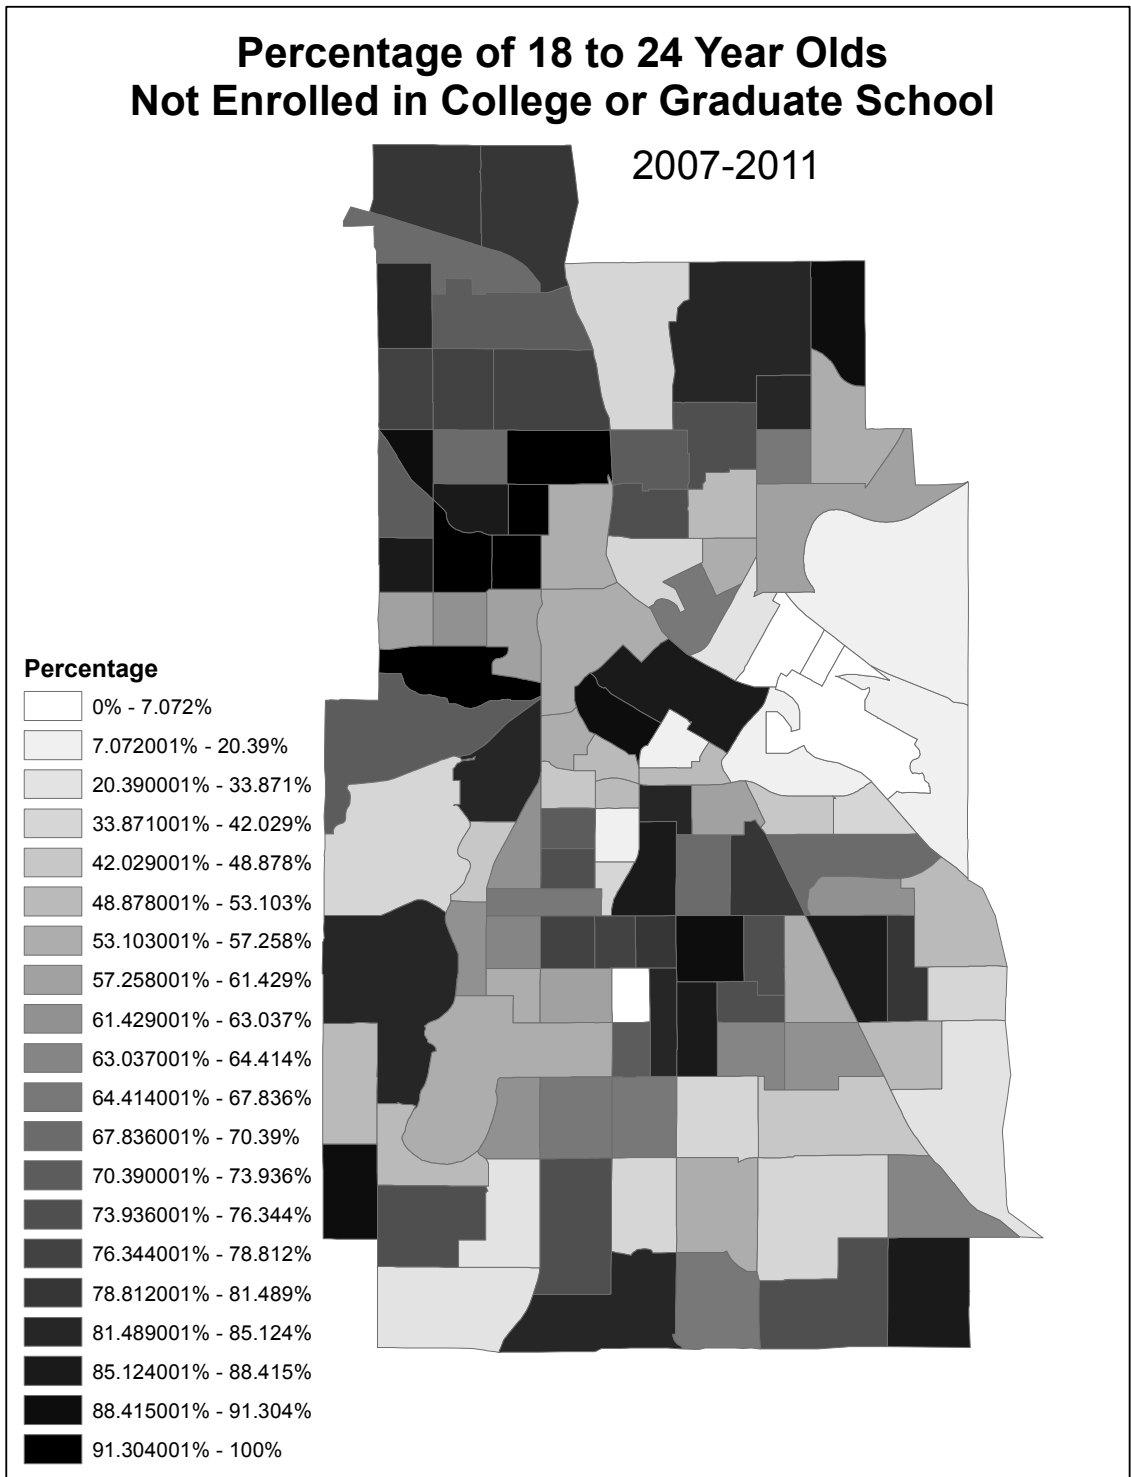 Percentage of 18 to 24 Year Olds
Not Enrolled in College or Graduate School
2007-2011
Percentage
0% - 7.072%
7.072001% - 20.39%
20.390001% - 33.871%
33.871001% - 42.029%
42.029001% - 48.878%
48.878001% - 53.103%
53.103001% - 57.258%
57.258001% - 61.429%
61.429001% - 63.037%
63.037001% - 64.414%
64.414001% - 67.836%
67.836001% - 70.39%
70.390001% - 73.936%
73.936001% - 76.344%
76.344001% - 78.812%
78.812001% - 81.489%
81.489001% - 85.124%
85.124001% - 88.415%
88.415001% - 91.304%
91.304001% - 100%